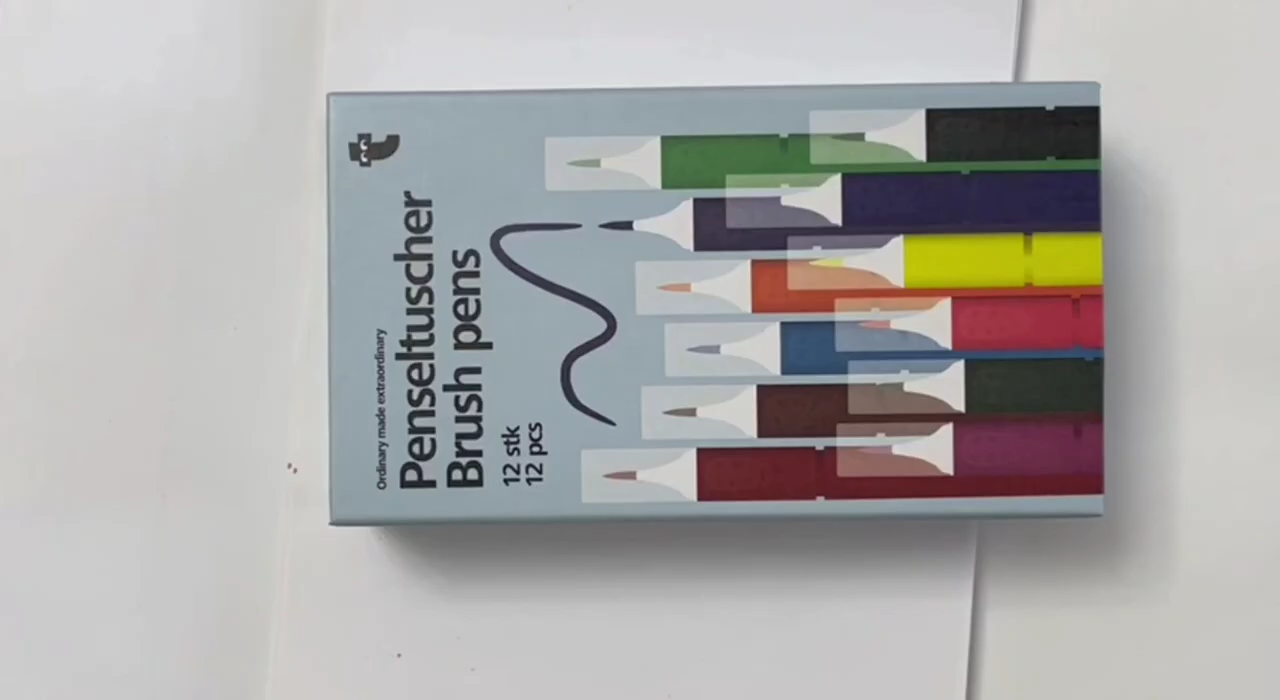 Ordinary made extraordinary
Penseltuscher
Brush pens
12 stk
12 pcs